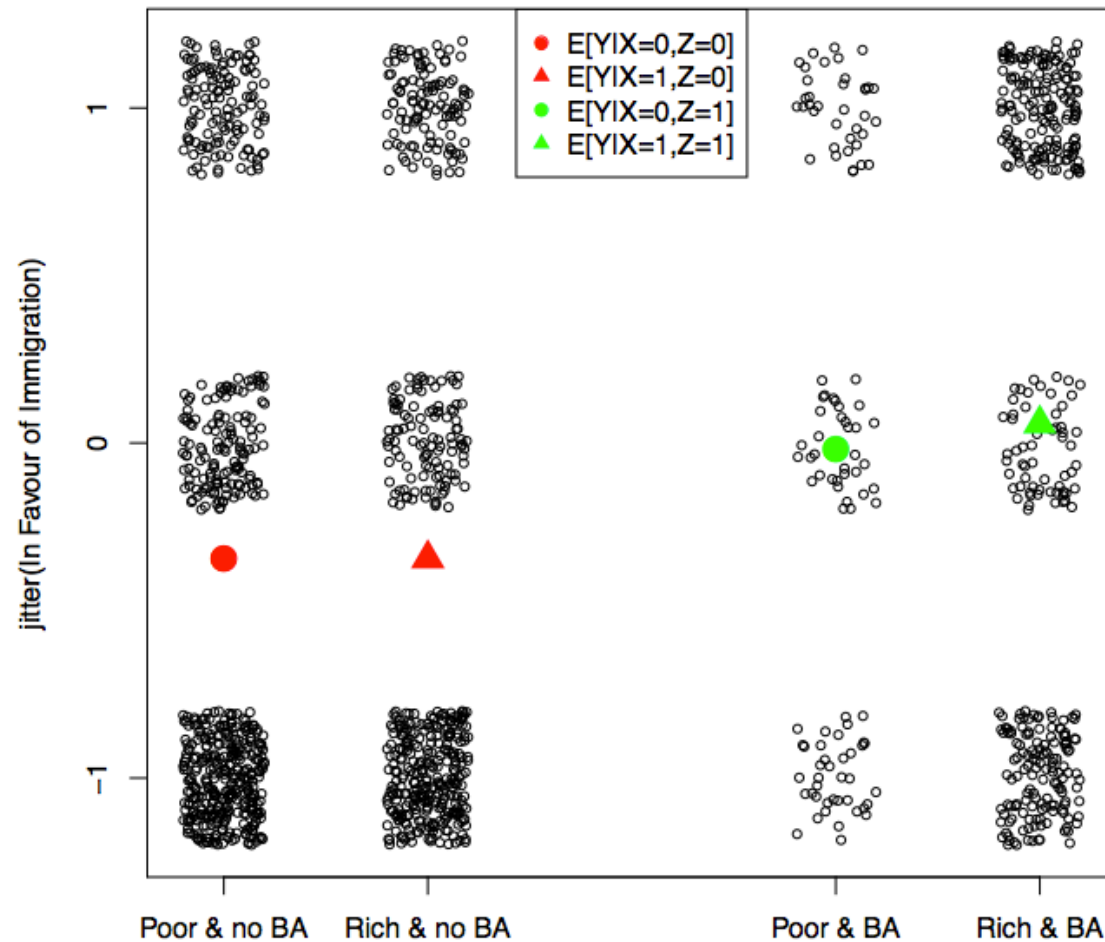 E[Y|X=0,Z=0]
E[Y|X=1,Z=0]
E[Y|X=0,Z=1]
E[Y|X=1,Z=1]
jitter(In Favour of Immigration)
1
0
−1
Poor & no BA
Rich & no BA
Poor & BA
Rich & BA